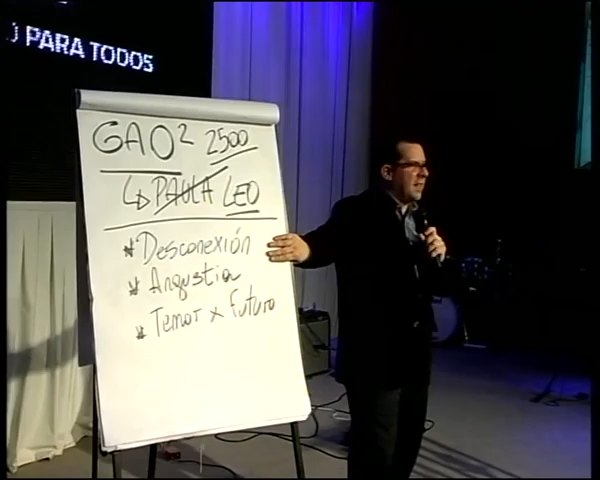 PARA TODOS.
GAO² 2500
↳ PAULA LEO
* Desconexión
* Angustia
* Temor x futuro